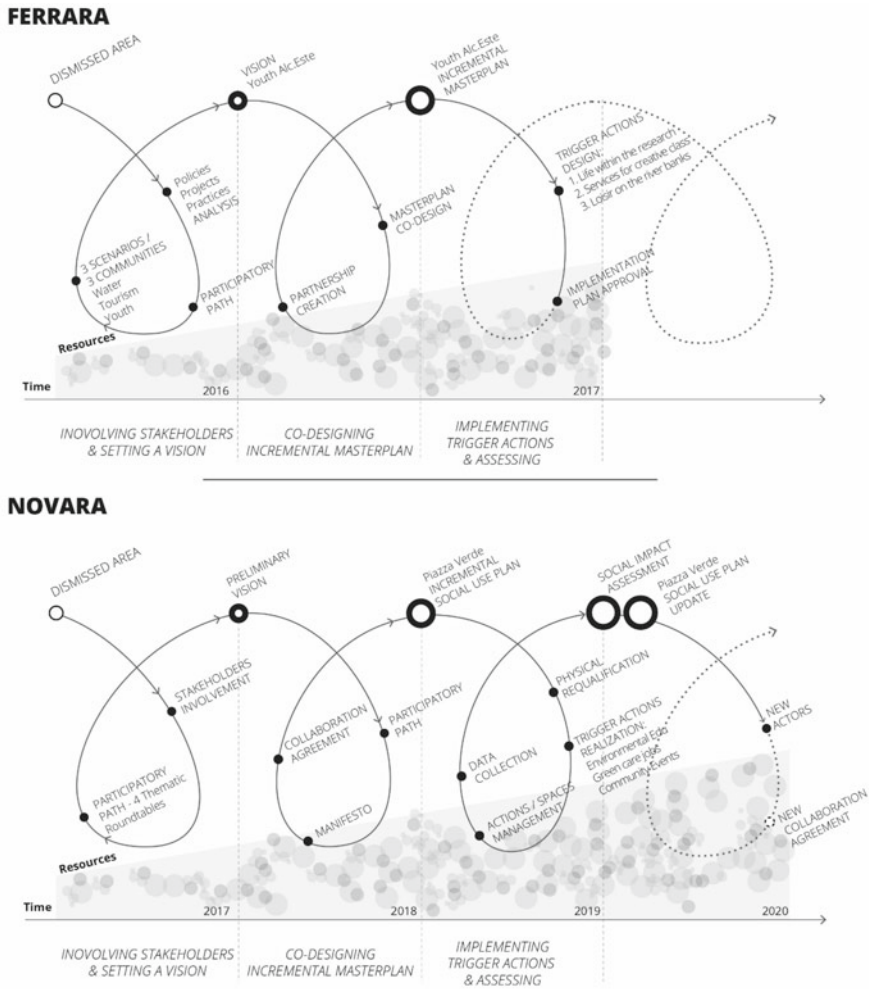 FERRARA
DISMISSED AREA
VISION
Youth Alc.Este
Youth Alc.Este
INCREMENTAL
MASTERPLAN
Policies
Projects
Practices
ANALYSIS
3 SCENARIOS /
3 COMMUNITIES
Water
Tourism
Youth
PARTICIPATORY
PATH
MASTERPLAN
CO-DESIGN
PARTNERSHIP
CREATION
TRIGGER ACTIONS
DESIGN:
1. Life within the research
2. Services for creative class
3. Loisir on the river banks
IMPLEMENTATION
PLAN APPROVAL
Resources
Time
2016
2017
INOVOLVING STAKEHOLDERS
& SETTING A VISION
CO-DESIGNING
INCREMENTAL MASTERPLAN
IMPLEMENTING
TRIGGER ACTIONS
& ASSESSING
NOVARA
DISMISSED AREA
PRELIMINARY
VISION
Piazza Verde
INCREMENTAL
SOCIAL USE PLAN
SOCIAL IMPACT
ASSESSMENT
Piazza Verde
SOCIAL USE PLAN
UPDATE
STAKEHOLDERS
INVOLVEMENT
PARTICIPATORY
PATH - 4 Thematic
Roundtables
COLLABORATION
AGREEMENT
PARTICIPATORY
PATH
MANIFESTO
PHYSICAL
REQUALIFICATION
TRIGGER ACTIONS
REALIZATION:
Environmental Edu
Green care jobs
Community Events
DATA
COLLECTION
ACTIONS / SPACES
MANAGEMENT
NEW
ACTORS
NEW
COLLABORATION
AGREEMENT
Resources
Time
2017
2018
2019
2020
INOVOLVING STAKEHOLDERS
& SETTING A VISION
CO-DESIGNING
INCREMENTAL MASTERPLAN
IMPLEMENTING
TRIGGER ACTIONS
& ASSESSING